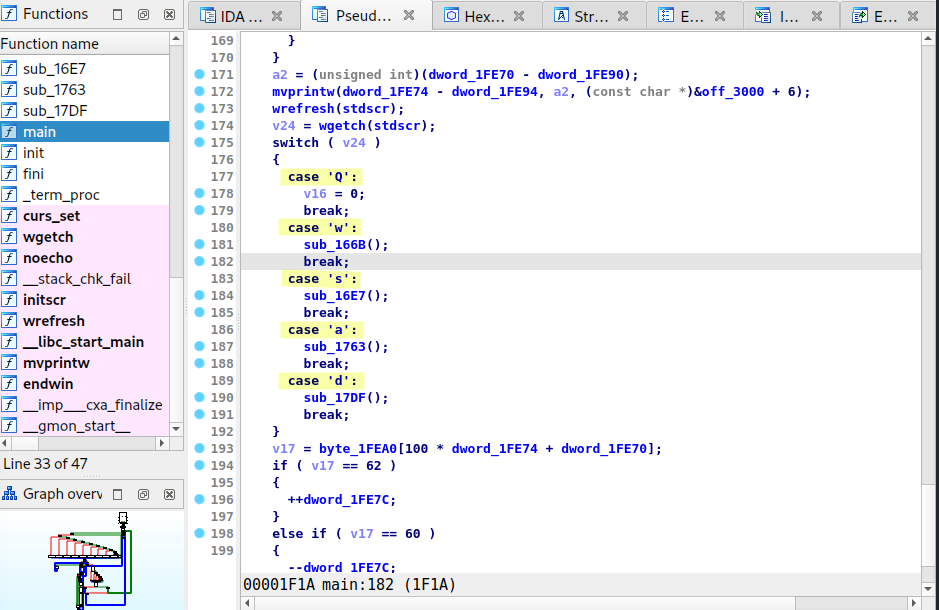 Functions
Function name
sub_16E7
sub_1763
sub_17DF
main
init
fini
_term_proc
curs_set
wgetch
noecho
__stack_chk_fail
initscr
wrefresh
__libc_start_main
mvprintw
endwin
__imp___cxa_finalize
__gmon_start__
Line 33 of 47
Graph overv
IDA ...
Pseud...
Hex...
Str...
E...
I...
E...
169 }
170 }
171 a2 = (unsigned int)(dword_1FE70 - dword_1FE90);
172 mvprintw(dword_1FE74 - dword_1FE94, a2, (const char *)&off_3000 + 6);
173 wrefresh(stdscr);
174 v24 = wgetch(stdscr);
175 switch ( v24 )
176 {
177 case 'Q':
178 v16 = 0;
179 break;
180 case 'w':
181 sub_166B();
182 break;
183 case 's':
184 sub_16E7();
185 break;
186 case 'a':
187 sub_1763();
188 break;
189 case 'd':
190 sub_17DF();
191 break;
192 }
193 v17 = byte_1FEA0[100 * dword_1FE74 + dword_1FE70];
194 if ( v17 == 62 )
195 {
196 ++dword_1FE7C;
197 }
198 else if ( v17 == 60 )
199 {
--dword_1FE7C;
00001F1A main:182 (1F1A)